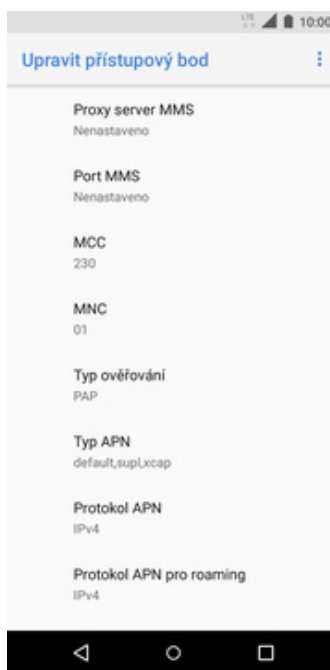 LTE
10:00
Upravit přístupový bod
Proxy server MMS
Nenastaveno
Port MMS
Nenastaveno
MCC
230
MNC
01
Typ ověřování
PAP
Typ APN
default,supl,xcap
Protokol APN
IPv4
Protokol APN pro roaming
IPv4